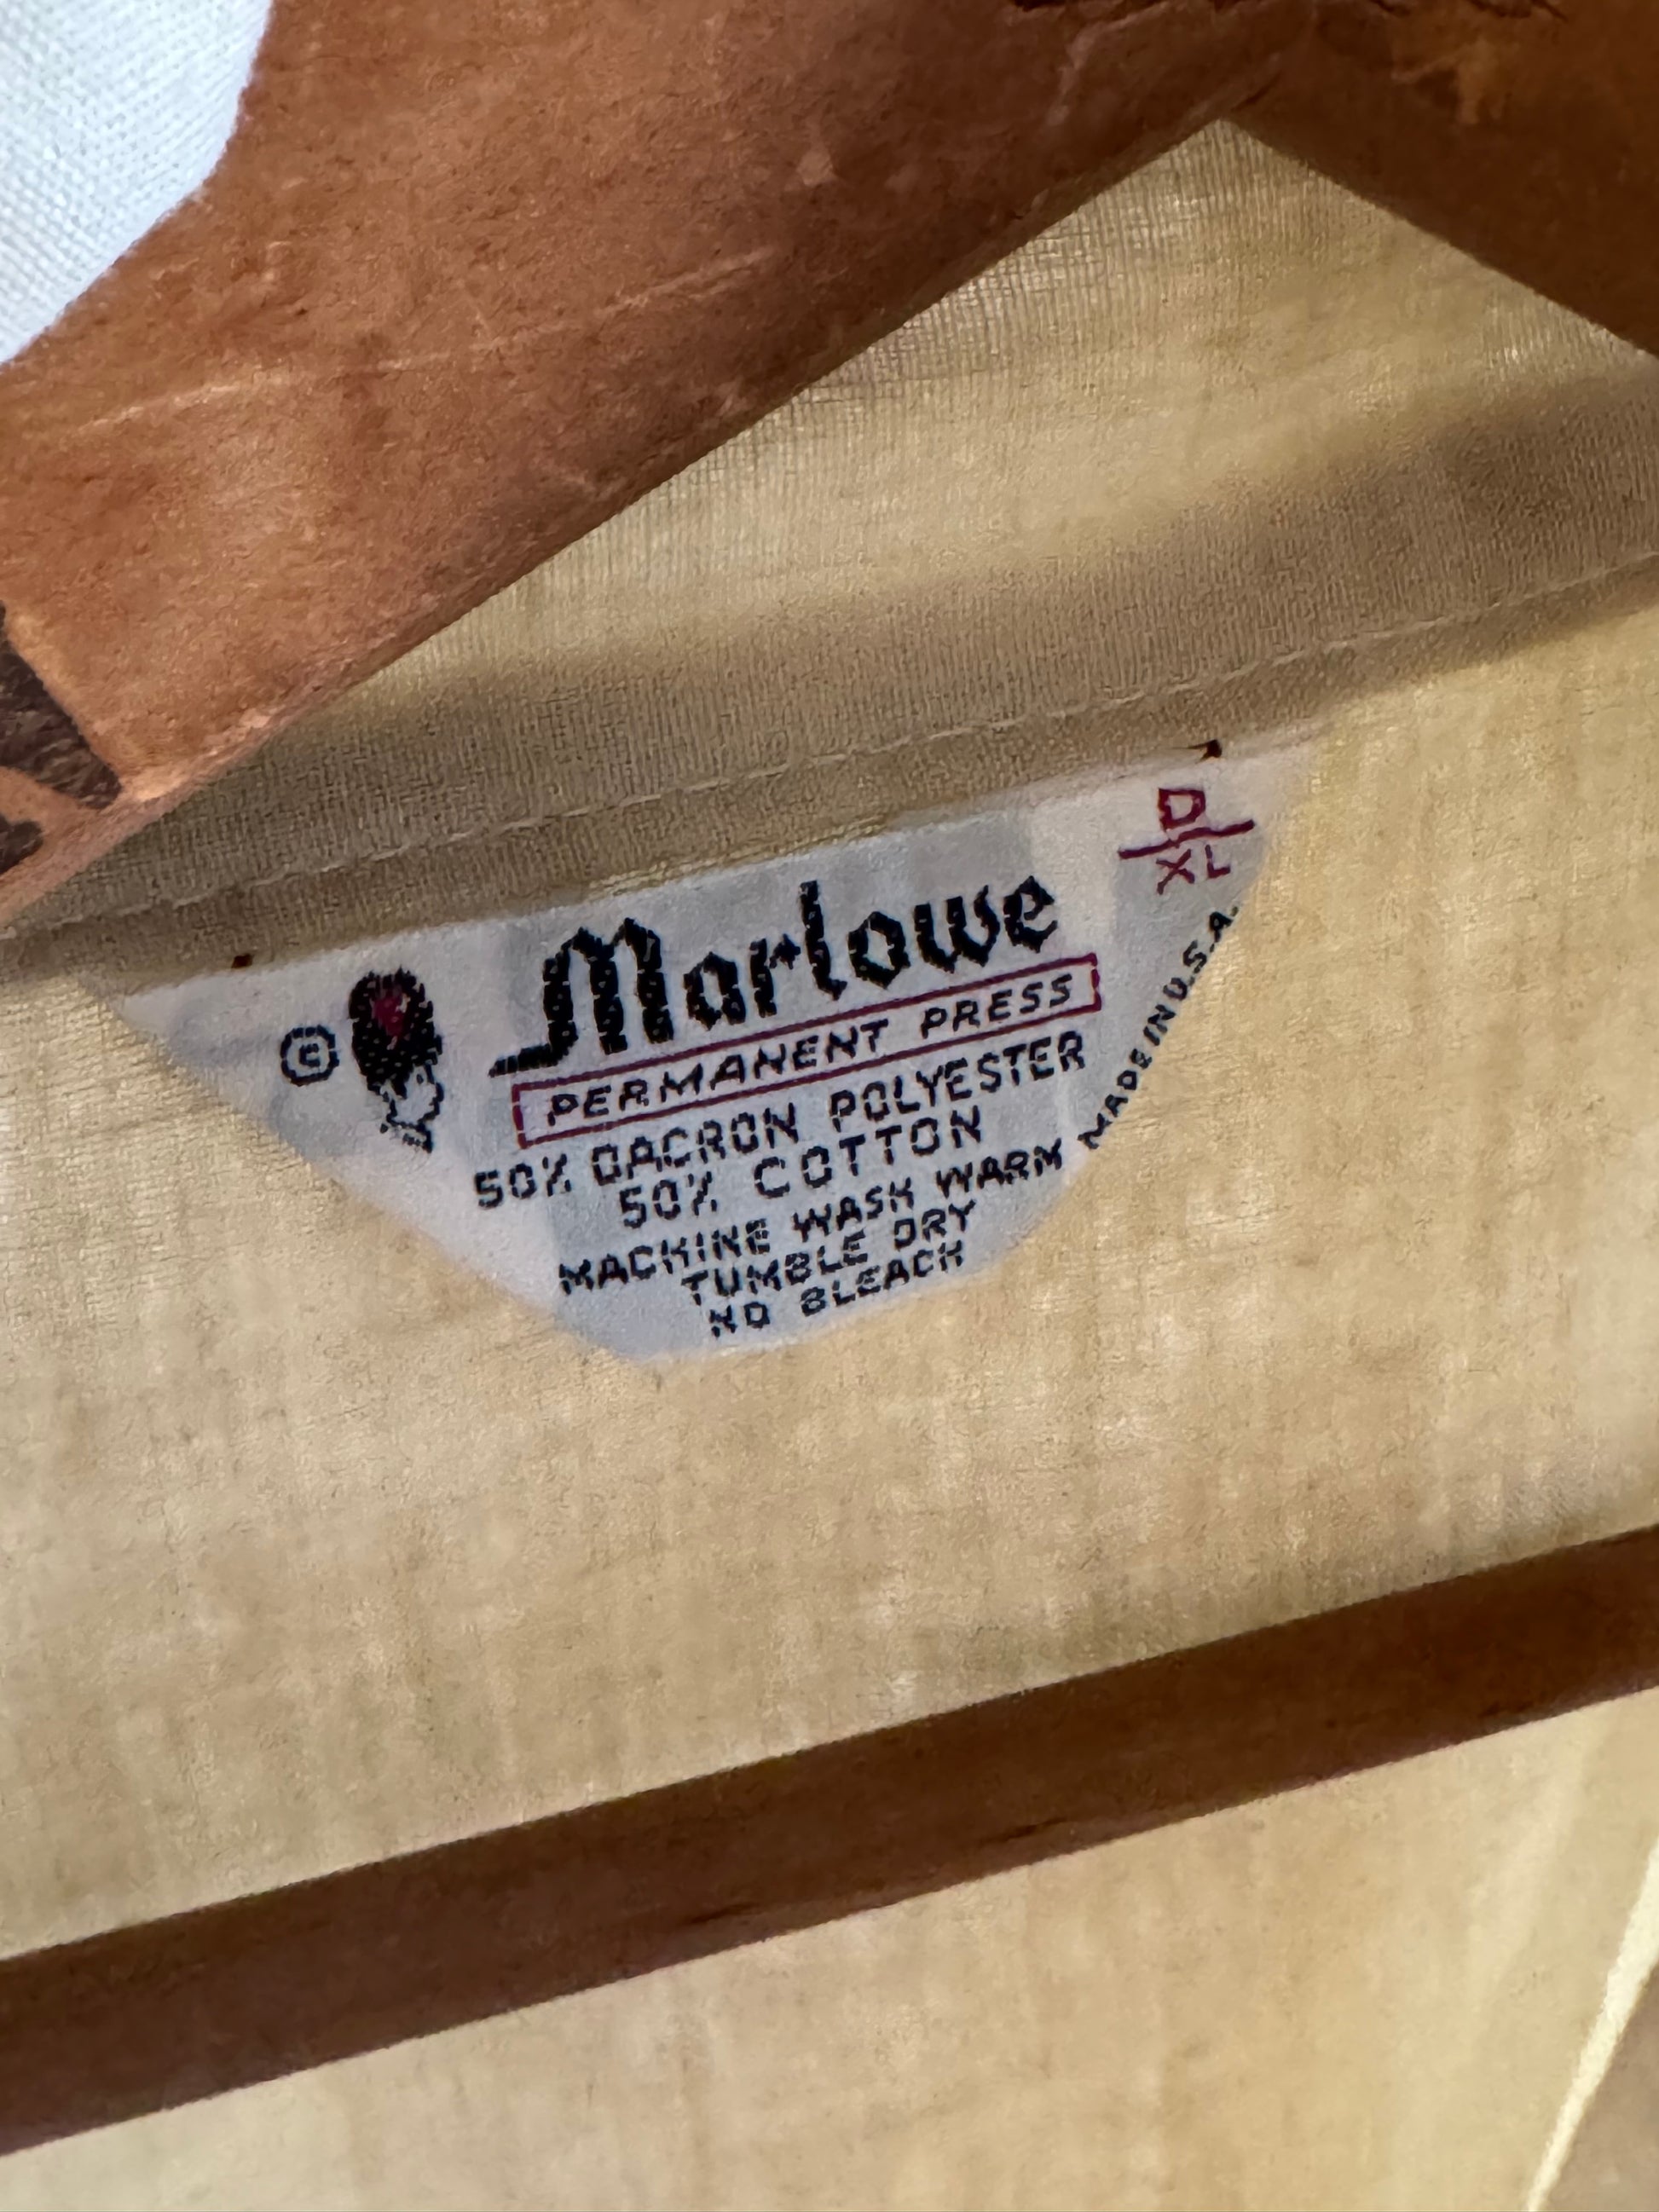 D
XL
© Marlowe
PERMANENT PRESS
50% DACRON POLYESTER
50% COTTON
MACHINE WASH WARM
TUMBLE DRY
NO BLEACH
MADE IN U.S.A.